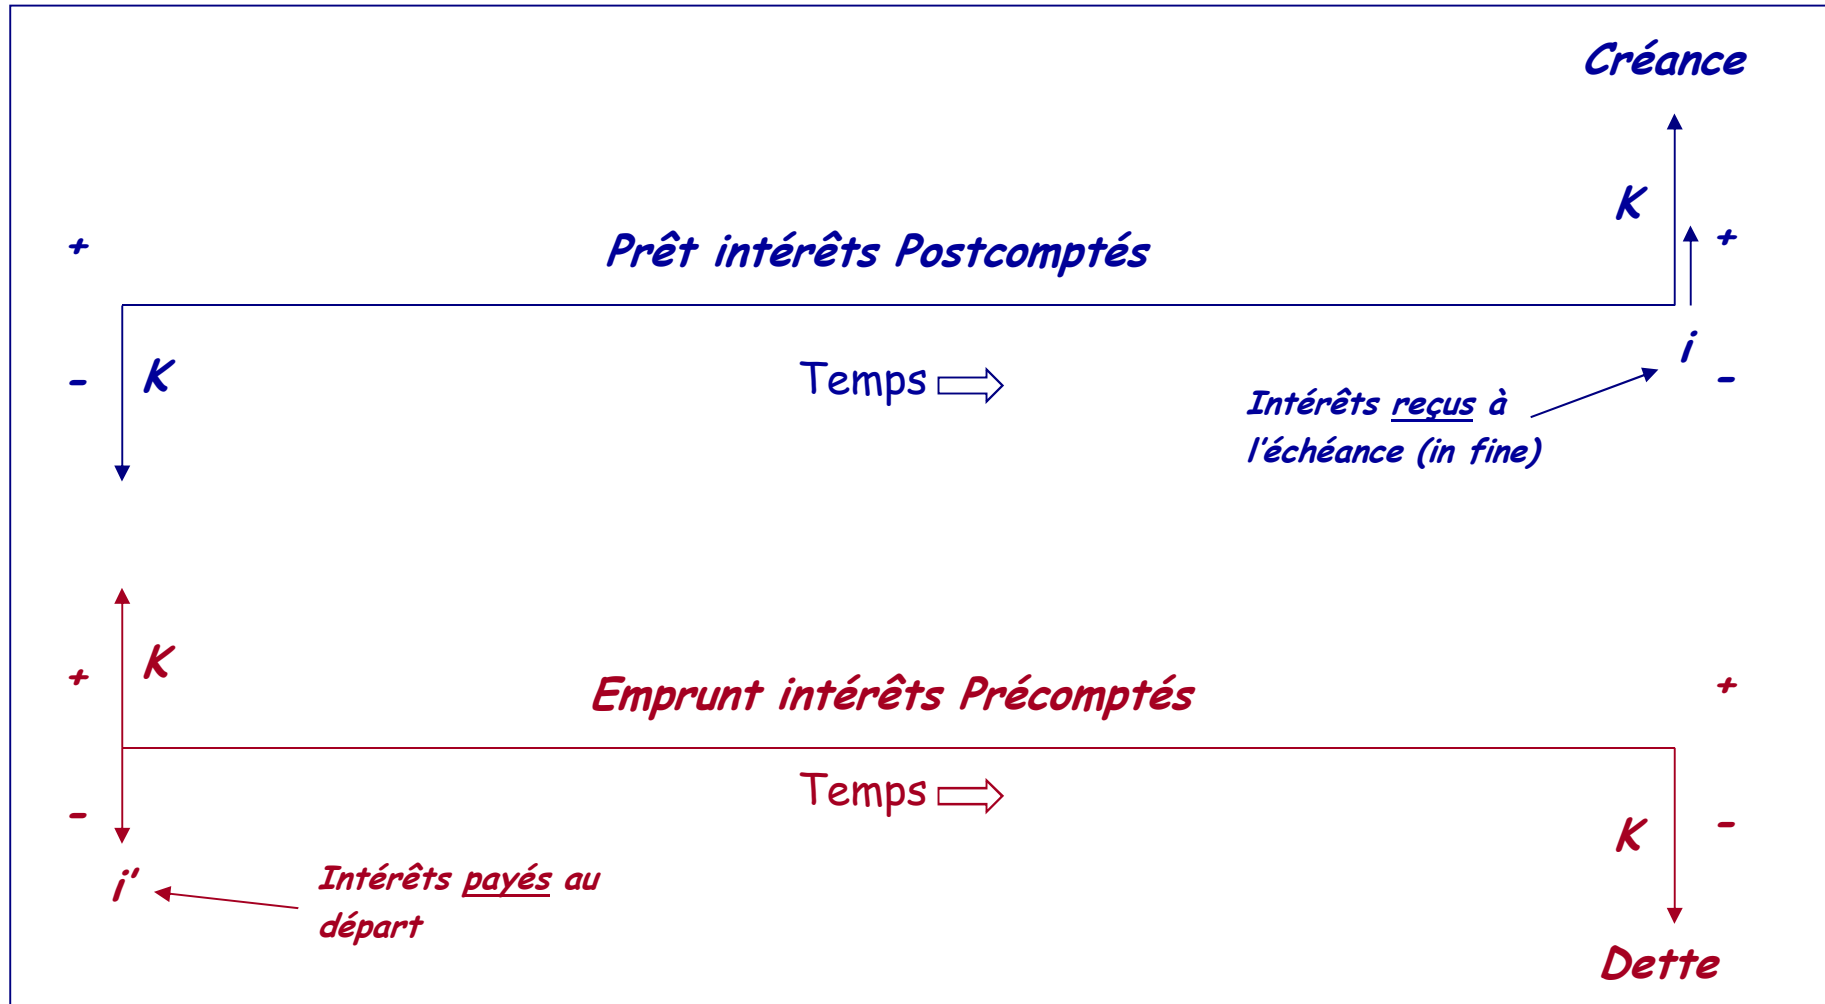 Créance
K
+
Prêt intérêts Postcomptés
+
i
-
K
Temps
-
Intérêts reçus à
l'échéance (in fine)
K
+
Emprunt intérêts Précomptés
+
Temps
-
K
-
i'
Intérêts payés au
départ
Dette